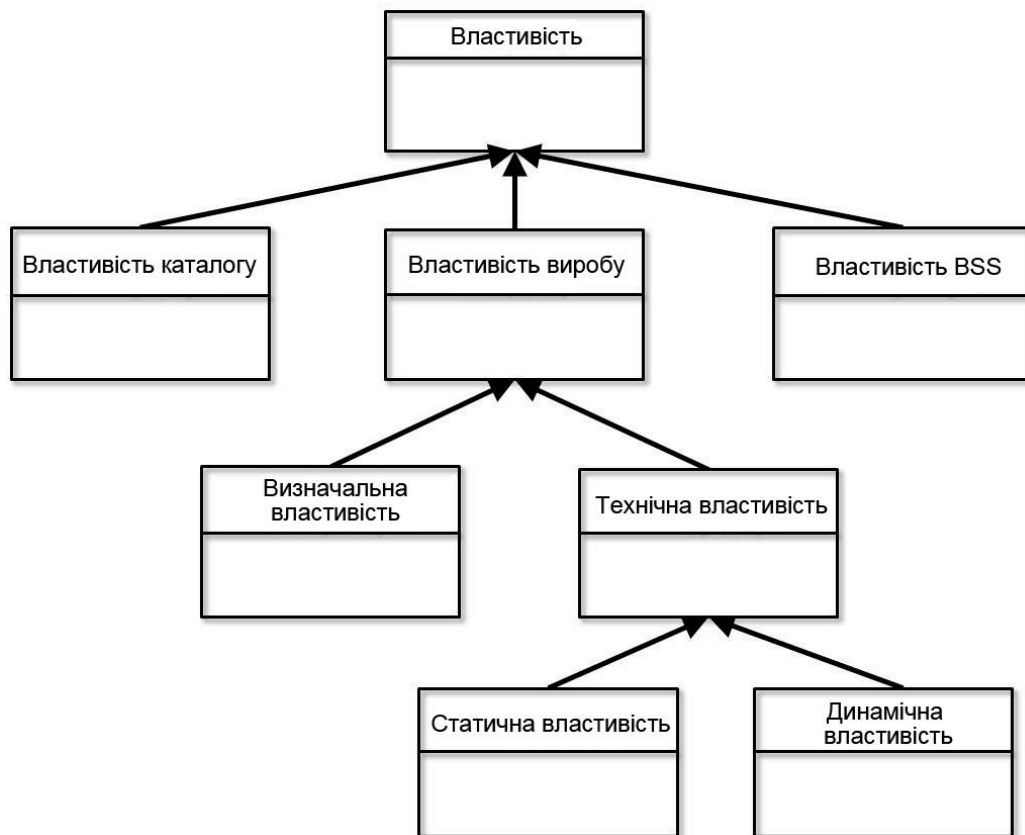 Властивість
Властивість каталогу
Властивість виробу
Властивість BSS
Визначальна
властивість
Технічна властивість
Статична властивість
Динамічна
властивість